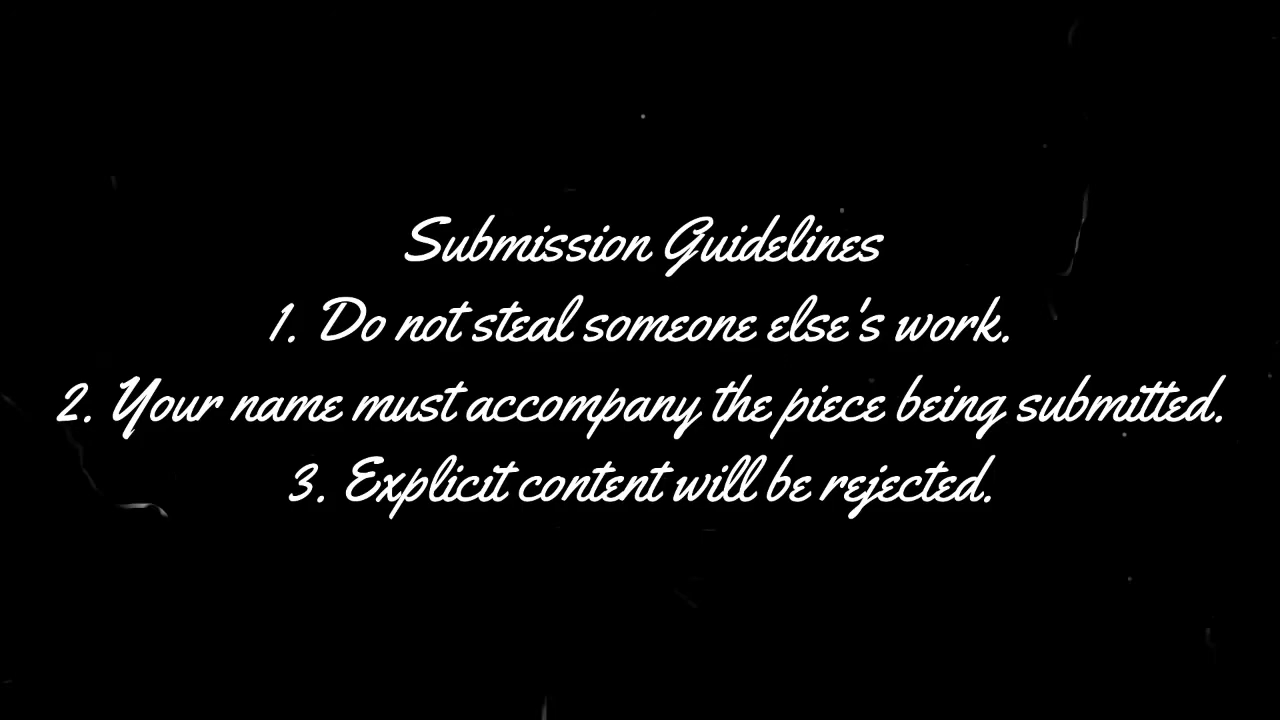 Submission Guidelines
1. Do not steal someone else's work.
2. Your name must accompany the piece being submitted.
3. Explicit content will be rejected.